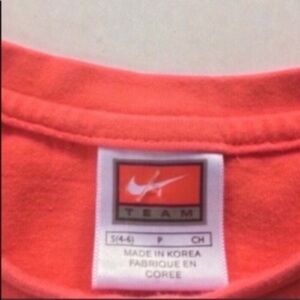 TEAM
S(4-6) P CH
MADE IN KOREA
FABRIQUE EN
COREE